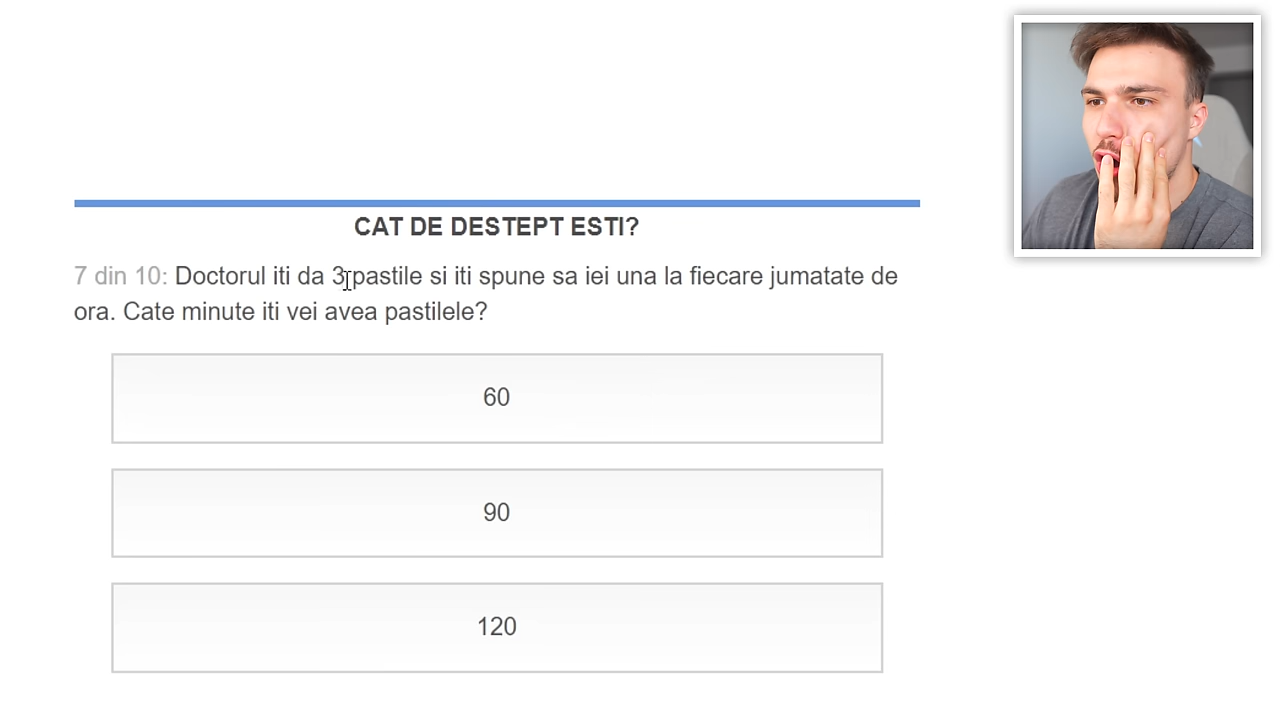 CAT DE DESTEPT ESTI?
7 din 10: Doctorul iti da 3 pastile si iti spune sa iei una la fiecare jumatate de
ora. Cate minute iti vei avea pastilele?
60
90
120